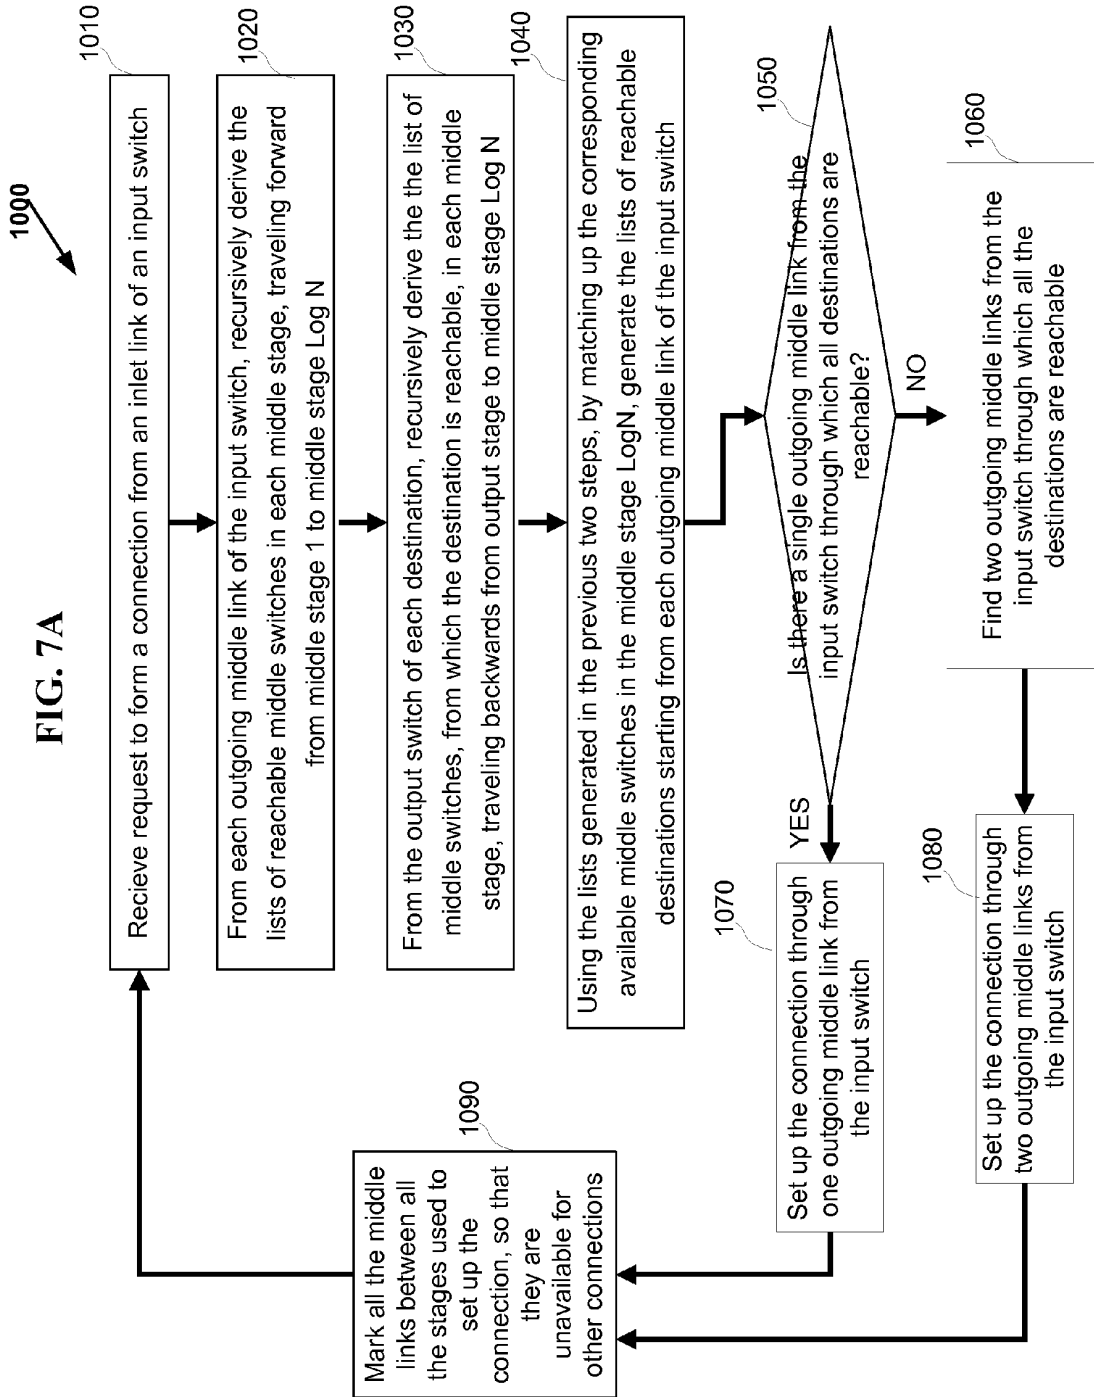 FIG. 7A
1000
1010
Recieve request to form a connection from an inlet link of an input switch
1020
From each outgoing middle link of the input switch, recursively derive the
lists of reachable middle switches in each middle stage, traveling forward
from middle stage 1 to middle stage Log N
1030
From the output switch of each destination, recursively derive the the list of
middle switches, from which the destination is reachable, in each middle
stage, traveling backwards from output stage to middle stage Log N
1040
Using the lists generated in the previous two steps, by matching up the corresponding
available middle switches in the middle stage LogN, generate the lists of reachable
destinations starting from each outgoing middle link of the input switch
1050
Is there a single outgoing middle link from the
input switch through which all destinations are
reachable?
YES
NO
1060
Find two outgoing middle links from the
input switch through which all the
destinations are reachable
1070
Set up the connection through
one outgoing middle link from
the input switch
1080
Set up the connection through
two outgoing middle links from
the input switch
1090
Mark all the middle
links between all
the stages used to
set up the
connection, so that
they are
unavailable for
other connections